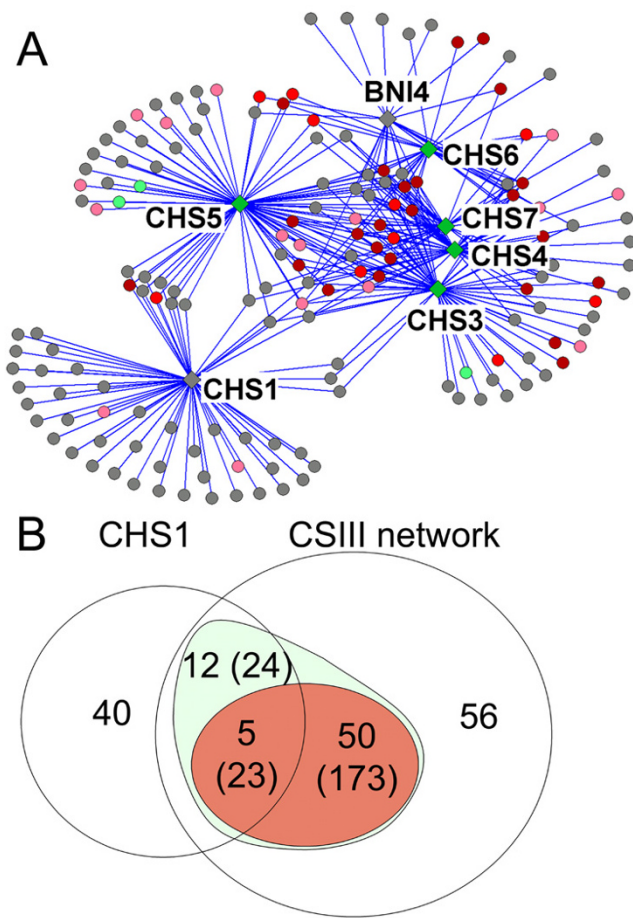 A
BNI4
CHS6
CHS5
CHS7
CHS4
CHS3
CHS1
B
CHS1 CSIII network
12 (24)
40 5 50 56
(23) (173)